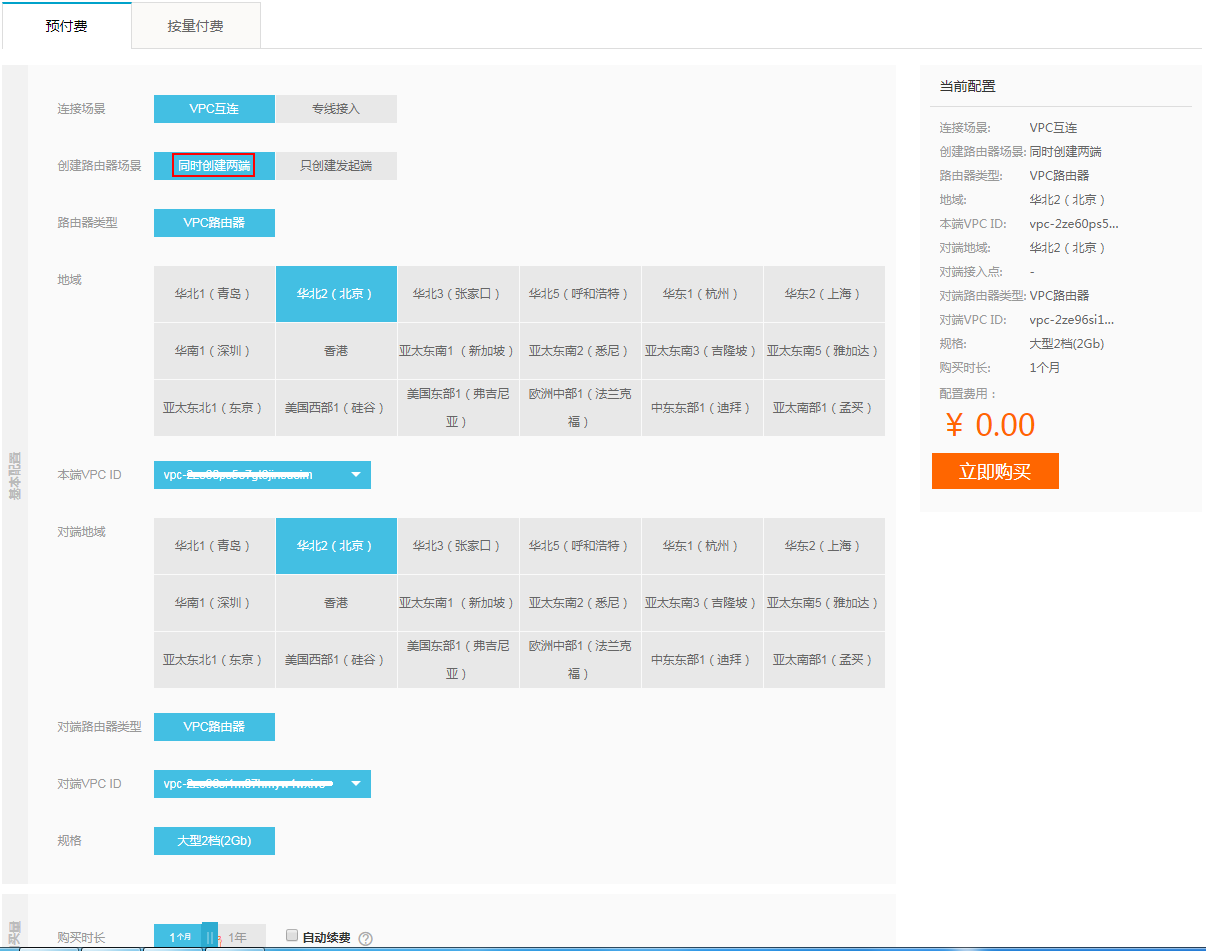 预付费
按量付费
连接场景
VPC互连
专线接入
创建路由器场景
同时创建两端
只创建发起端
路由器类型
VPC路由器
地域
华北1（青岛）
华北2（北京）
华北3（张家口）
华北5（呼和浩特）
华东1（杭州）
华东2（上海）
华南1（深圳）
香港
亚太东南1 （新加坡）
亚太东南2（悉尼）
亚太东南3（吉隆坡）
亚太东南5（雅加达）
亚太东北1（东京）
美国西部1（硅谷）
美国东部1（弗吉尼
亚）
欧洲中部1（法兰克
福）
中东东部1（迪拜）
亚太南部1（孟买）
基本配置
本端VPC ID
vpc-
对端地域
华北1（青岛）
华北2（北京）
华北3（张家口）
华北5（呼和浩特）
华东1（杭州）
华东2（上海）
华南1（深圳）
香港
亚太东南1 （新加坡）
亚太东南2（悉尼）
亚太东南3（吉隆坡）
亚太东南5（雅加达）
亚太东北1（东京）
美国西部1（硅谷）
美国东部1（弗吉尼
亚）
欧洲中部1（法兰克
福）
中东东部1（迪拜）
亚太南部1（孟买）
对端路由器类型
VPC路由器
对端VPC ID
vpc-
规格
大型2档(2Gb)
购买时长
1个月
1年
自动续费
当前配置
连接场景: VPC互连
创建路由器场景: 同时创建两端
路由器类型: VPC路由器
地域: 华北2（北京）
本端VPC ID: vpc-2ze60ps5...
对端地域: 华北2（北京）
对端接入点: -
对端路由器类型: VPC路由器
对端VPC ID: vpc-2ze96si1...
规格: 大型2档(2Gb)
购买时长: 1个月
配置费用：
¥ 0.00
立即购买